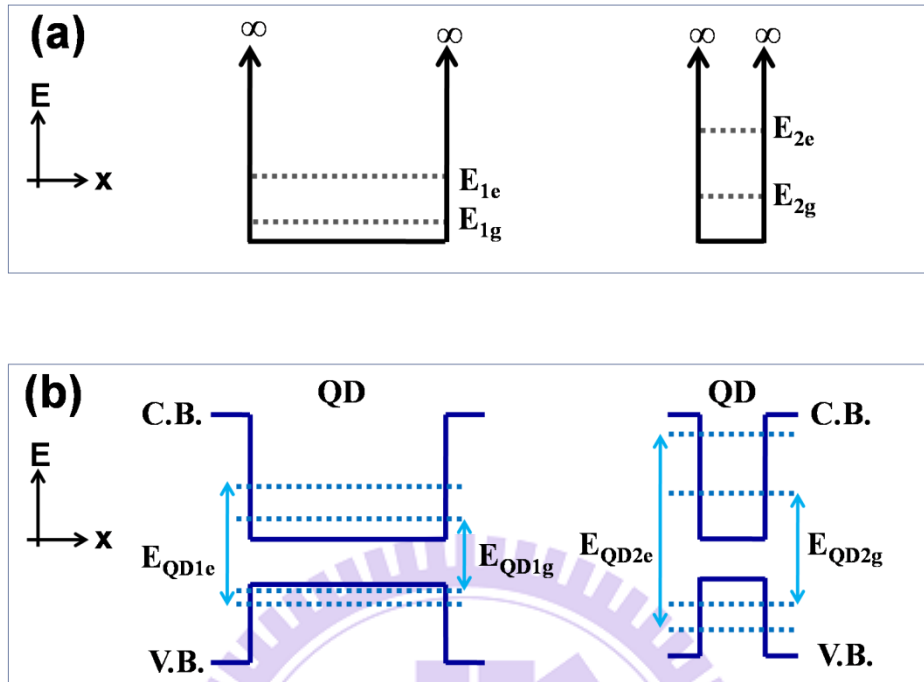 (a)
∞ ∞ ∞ ∞
E
x
E2e
E1e
E2g
E1g
(b)
QD QD
C.B. C.B.
E
x
EQD1e EQD1g EQD2e EQD2g
V.B. V.B.